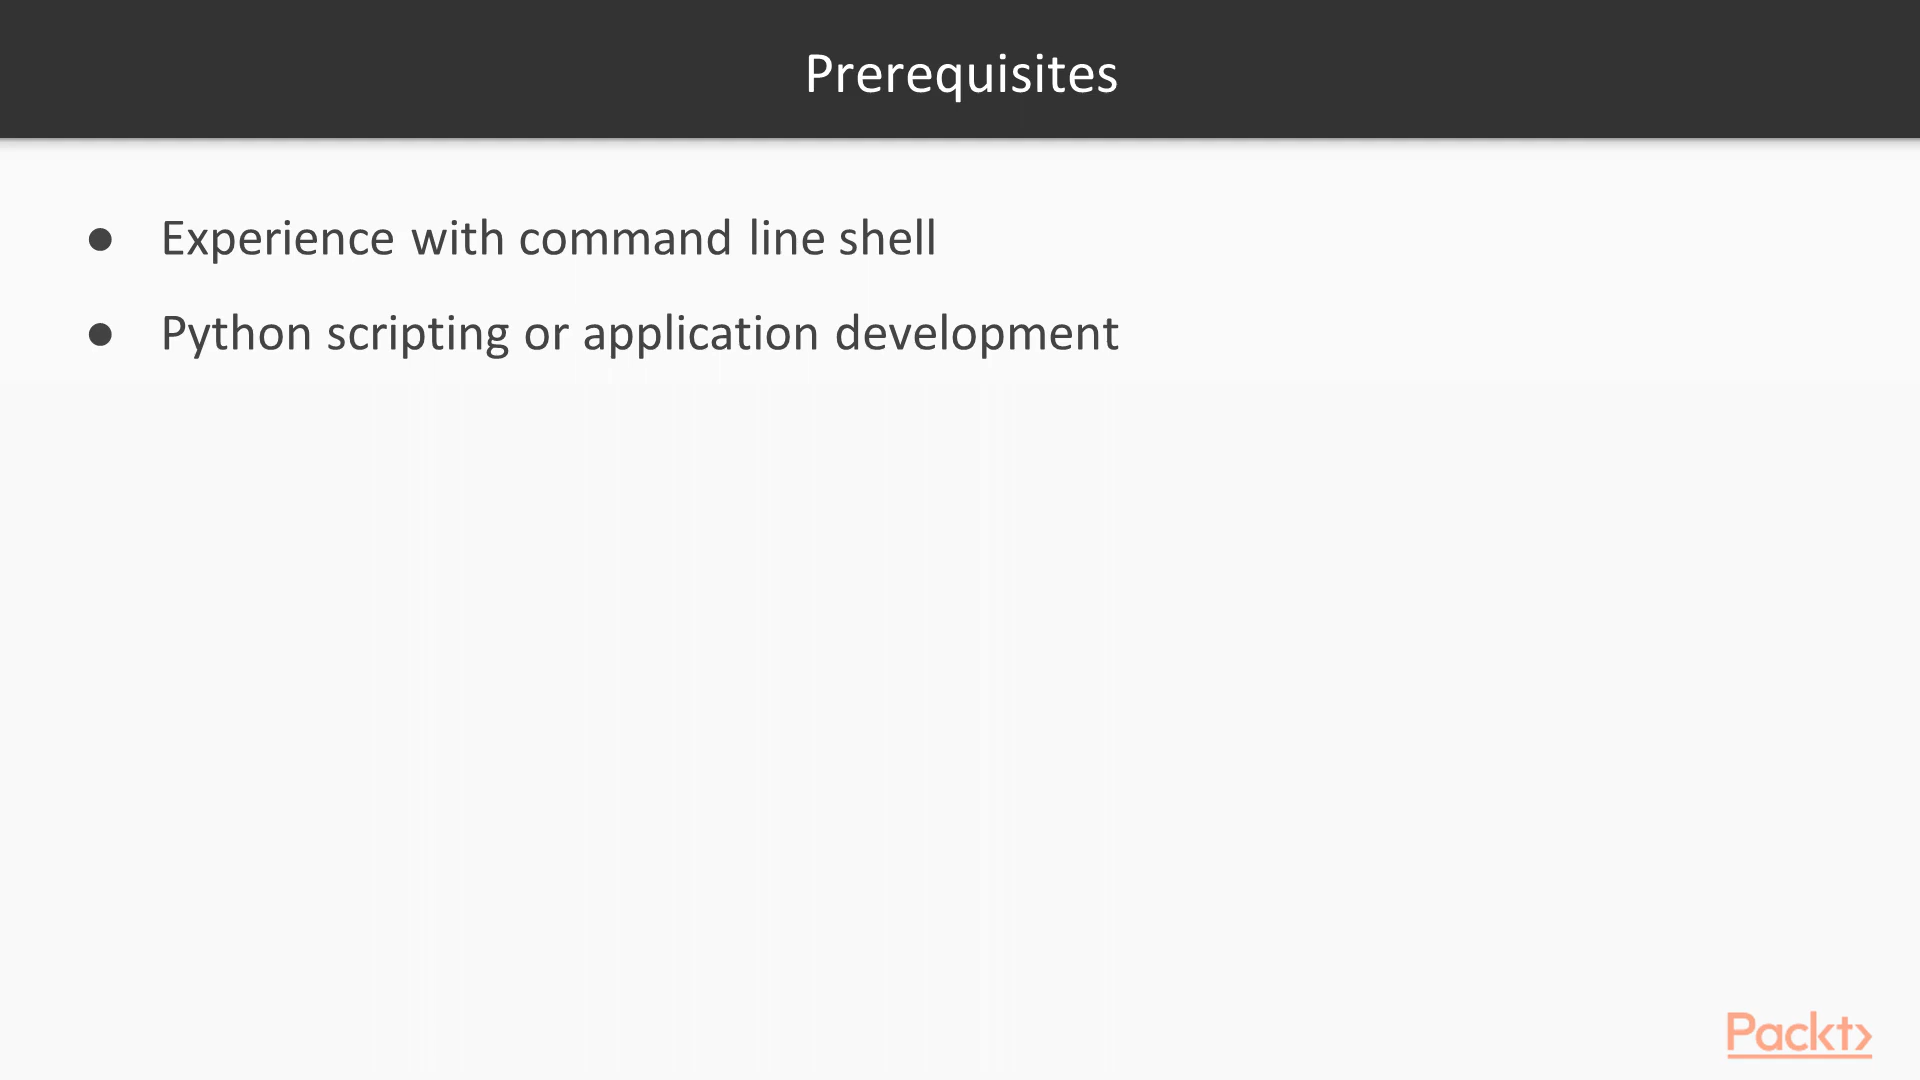 Prerequisites
● Experience with command line shell
● Python scripting or application development
Packt>